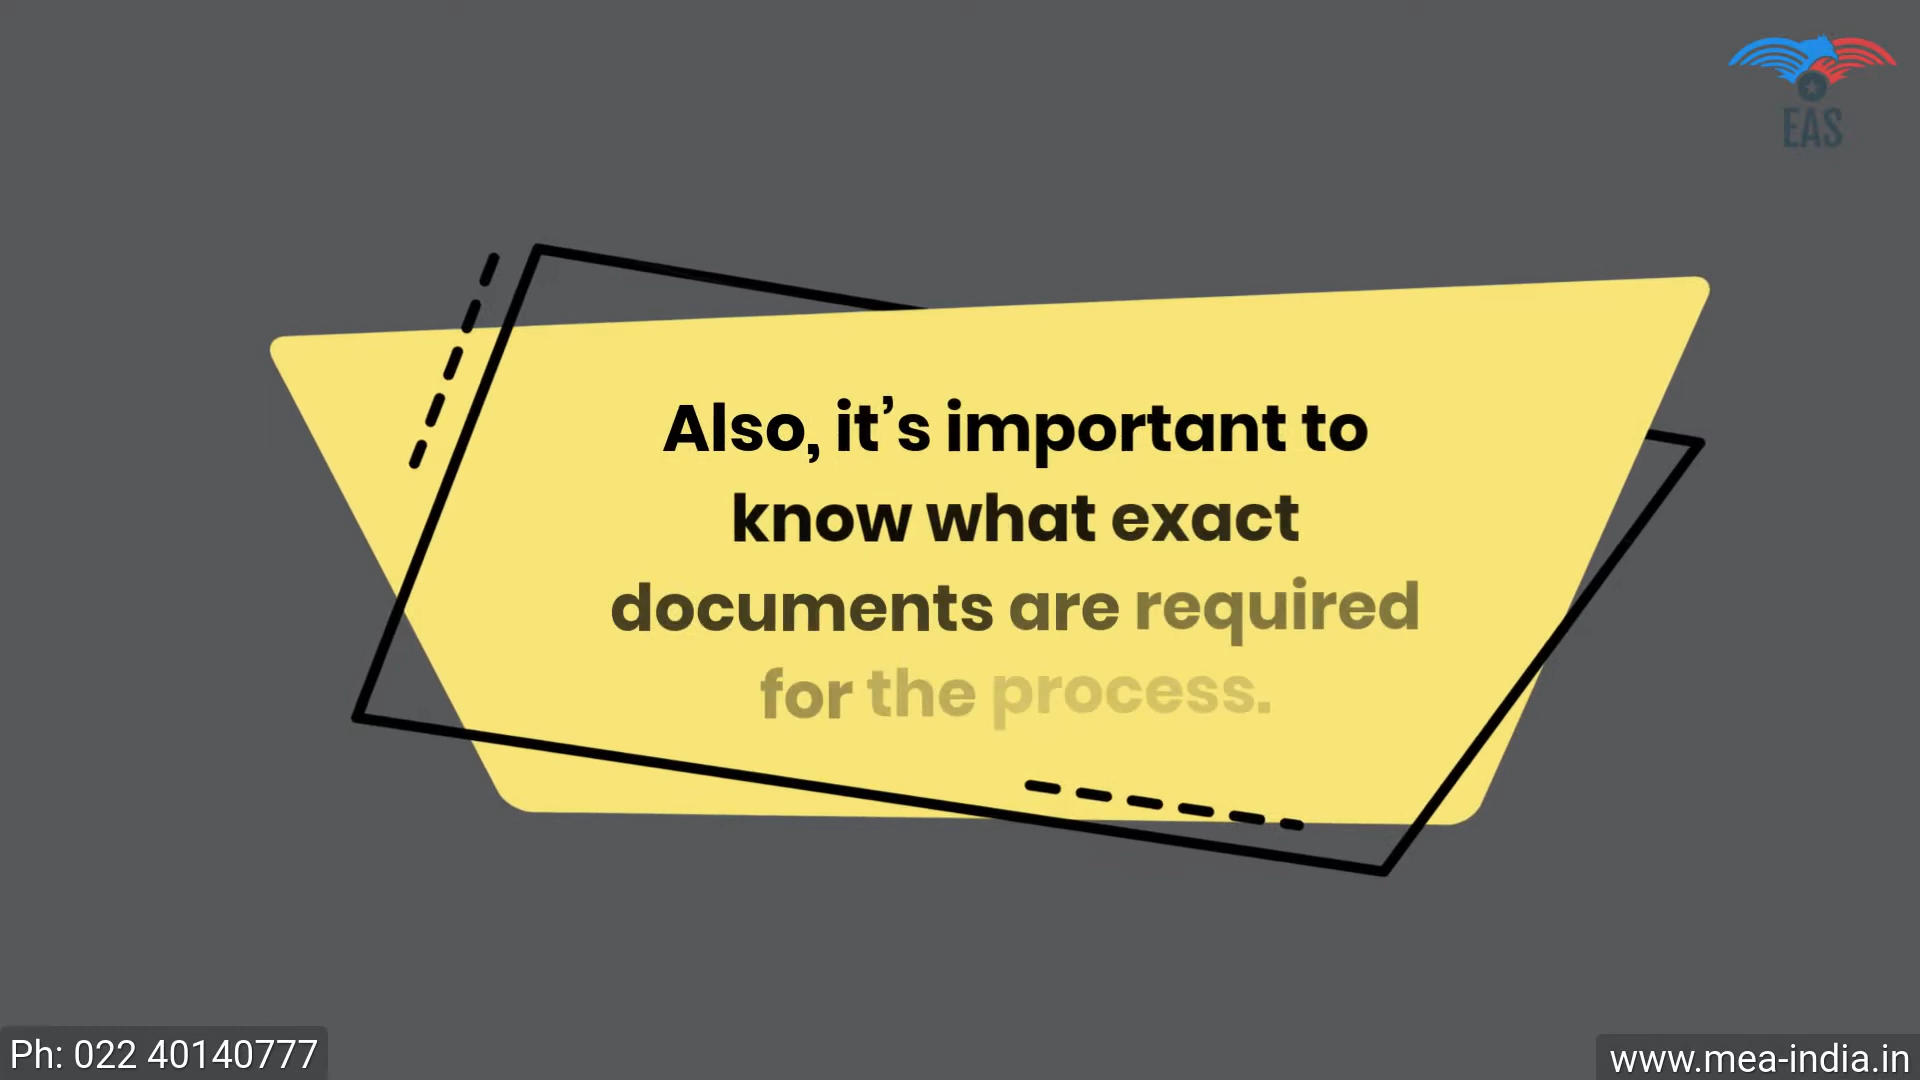 EAS
Also, it’s important to
know what exact
documents are required
for the process.
Ph: 022 40140777
www.mea-india.in